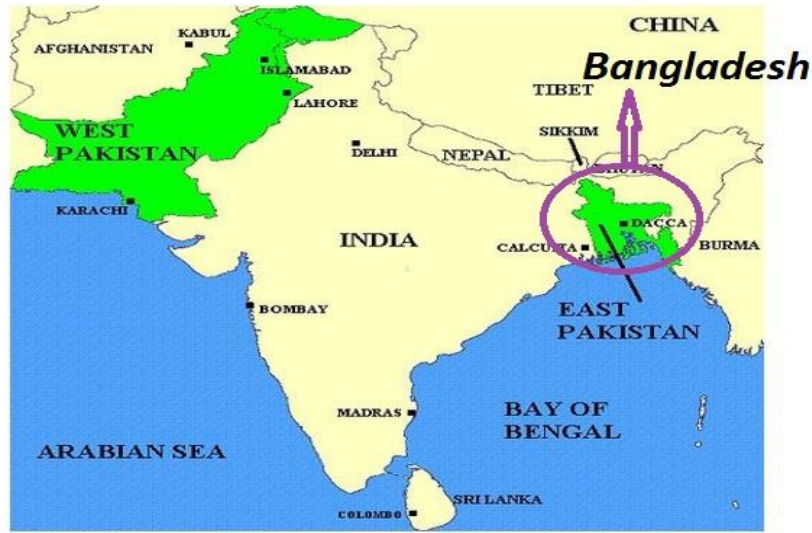 CHINA
KABUL
AFGHANISTAN
Bangladesh
ISLAMABAD
TIBET
LAHORE
WEST
PAKISTAN
SIKKIM
DELHI
NEPAL
BHUTAN
KARACHI
DACCA
INDIA
CALCUTTA
BURMA
EAST
PAKISTAN
BOMBAY
MADRAS
BAY OF
BENGAL
ARABIAN SEA
SRI LANKA
COLOMBO